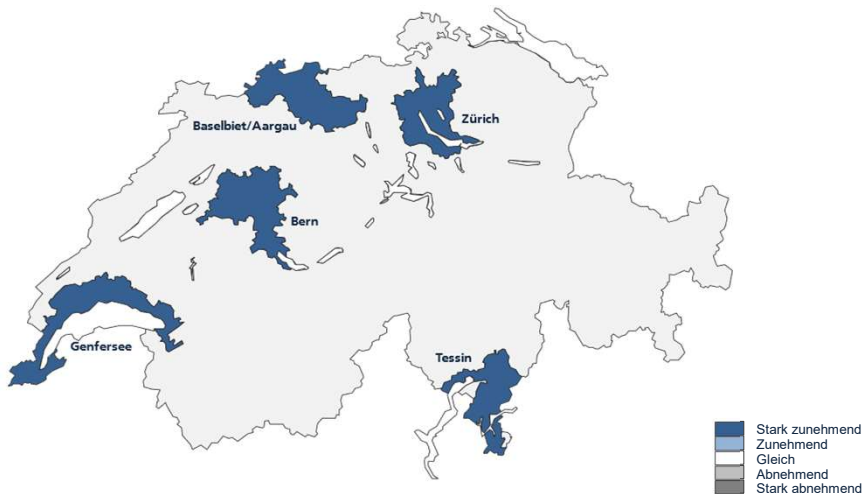 Baselbiet/Aargau
Zürich
Bern
Genfersee
Tessin
Stark zunehmend
Zunehmend
Gleich
Abnehmend
Stark abnehmend